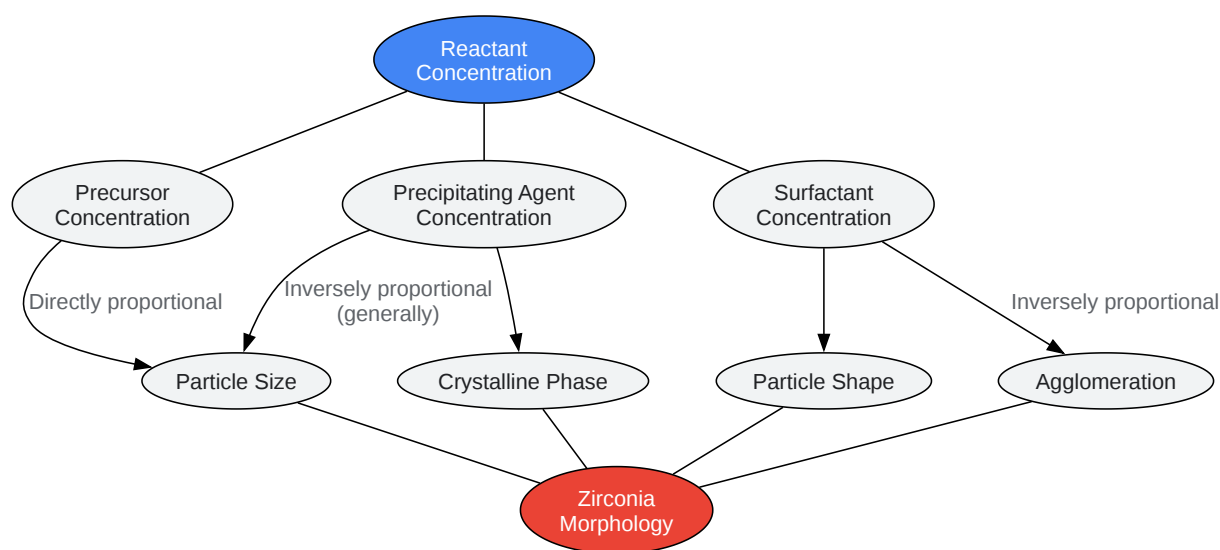 Reactant
Concentration
Precursor
Concentration
Precipitating Agent
Concentration
Surfactant
Concentration
Directly proportional
Inversely proportional
(generally)
Inversely proportional
Particle Size
Crystalline Phase
Particle Shape
Agglomeration
Zirconia
Morphology